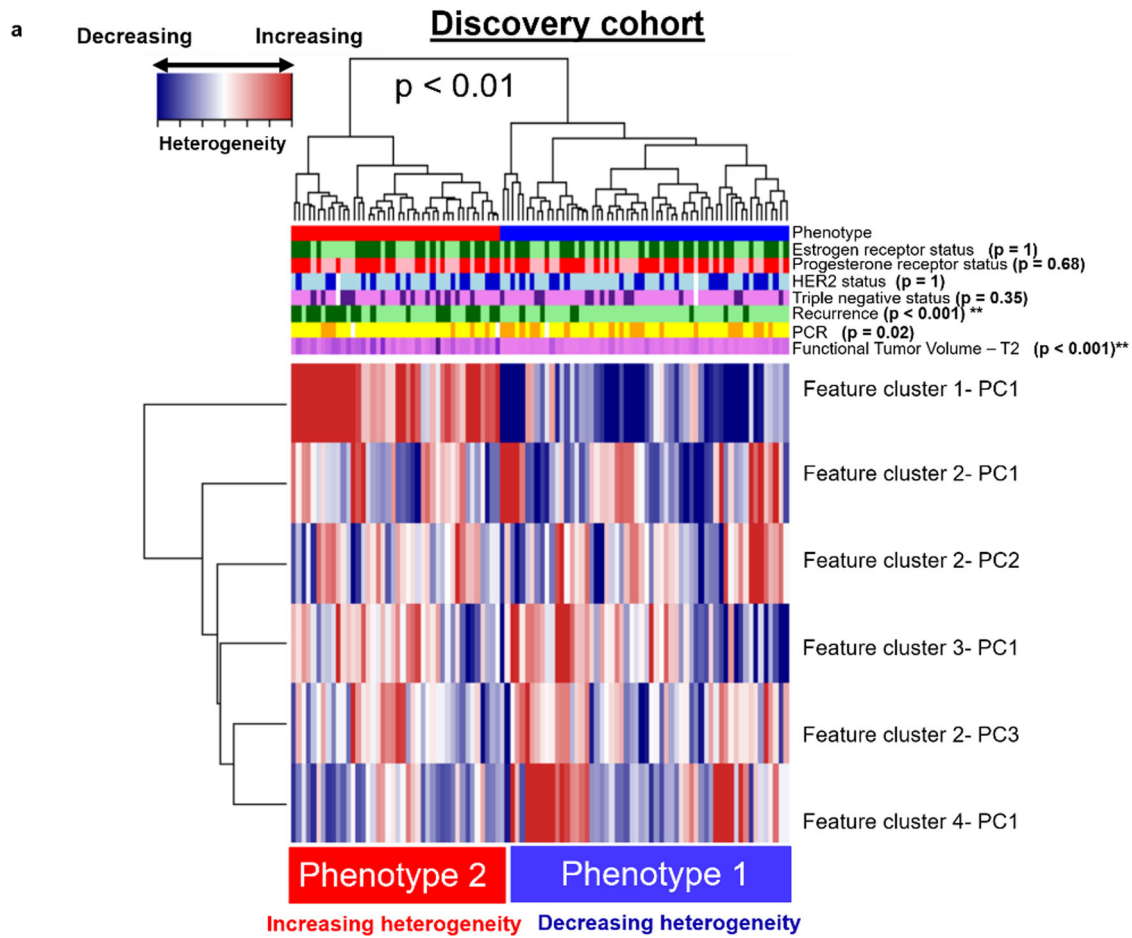 a
Discovery cohort
Decreasing Increasing
Heterogeneity
p < 0.01
Phenotype
Estrogen receptor status (p = 1)
Progesterone receptor status (p = 0.68)
HER2 status (p = 1)
Triple negative status (p = 0.35)
Recurrence (p < 0.001) **
PCR (p = 0.02)
Functional Tumor Volume – T2 (p < 0.001)**
Feature cluster 1- PC1
Feature cluster 2- PC1
Feature cluster 2- PC2
Feature cluster 3- PC1
Feature cluster 2- PC3
Feature cluster 4- PC1
Phenotype 2 Phenotype 1
Increasing heterogeneity Decreasing heterogeneity